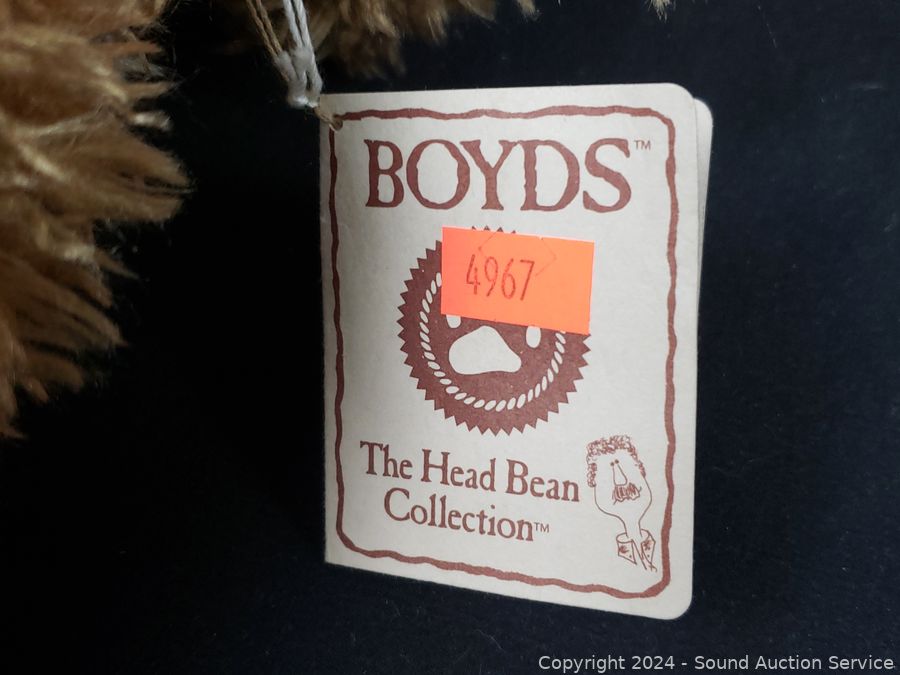 BOYDS™
4967
The Head Bean
Collection™
Copyright 2024 - Sound Auction Service